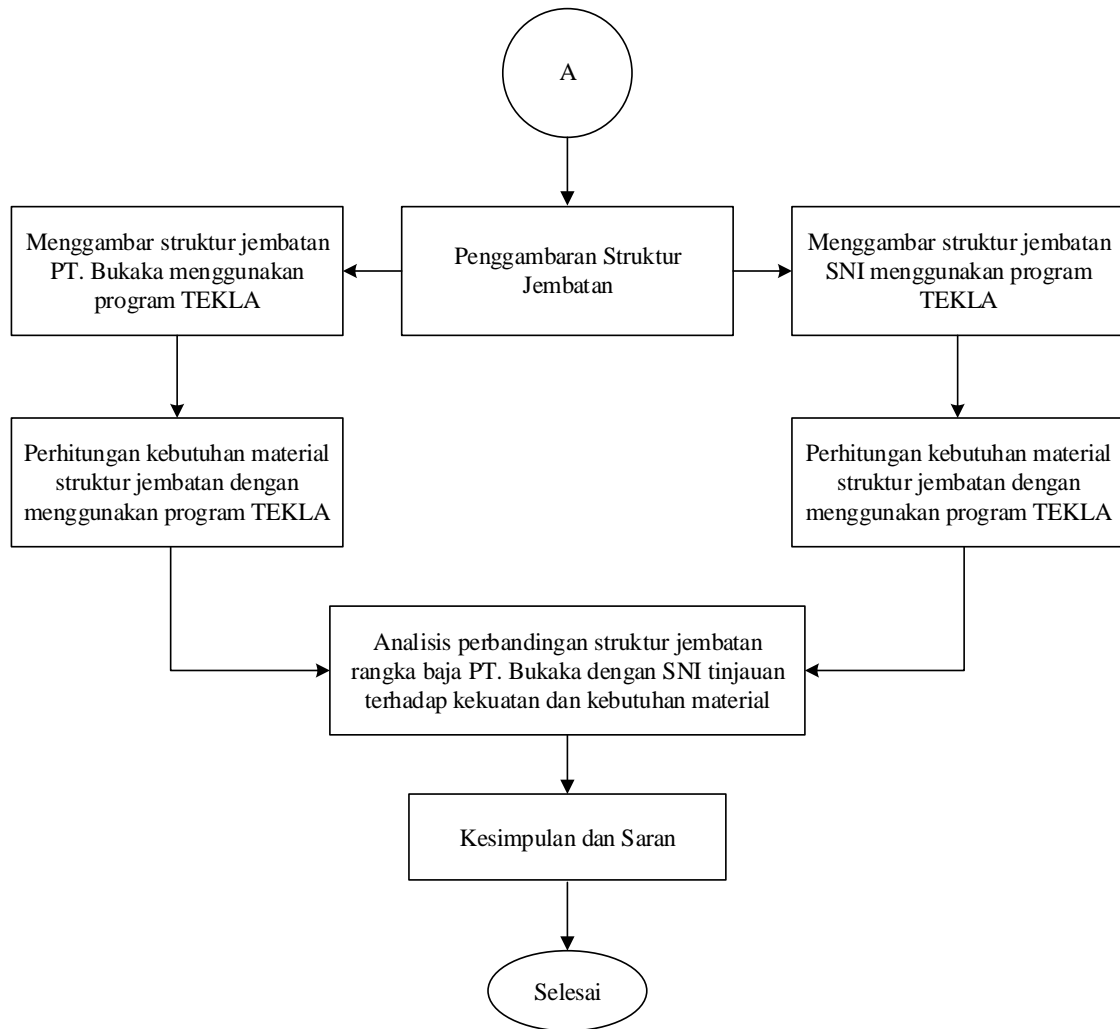 A
Penggambaran Struktur
Jembatan
Menggambar struktur jembatan
PT. Bukaka menggunakan
program TEKLA
Menggambar struktur jembatan
SNI menggunakan program
TEKLA
Perhitungan kebutuhan material
struktur jembatan dengan
menggunakan program TEKLA
Perhitungan kebutuhan material
struktur jembatan dengan
menggunakan program TEKLA
Analisis perbandingan struktur jembatan
rangka baja PT. Bukaka dengan SNI tinjauan
terhadap kekuatan dan kebutuhan material
Kesimpulan dan Saran
Selesai